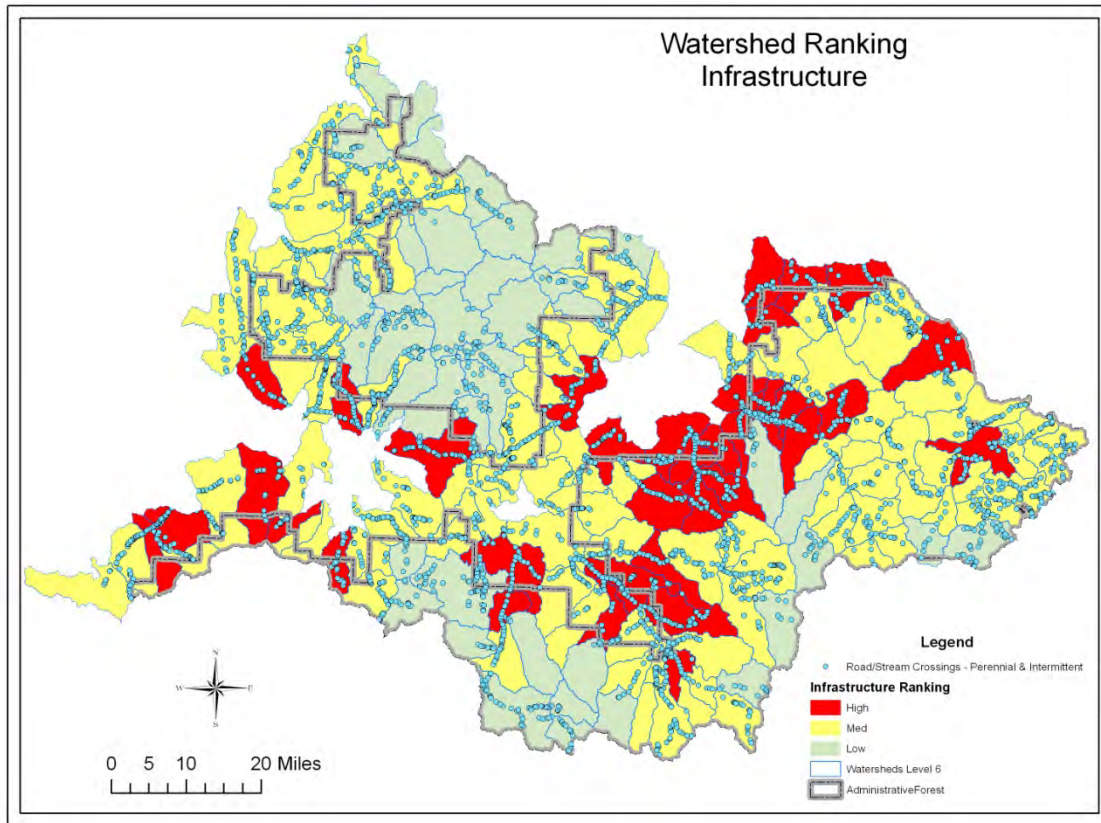 Watershed Ranking
Infrastructure
N
W E
S
0 5 10 20 Miles
Legend
Road/Stream Crossings - Perennial & Intermittent
Infrastructure Ranking
High
Med
Low
Watersheds Level 6
AdministrativeForest